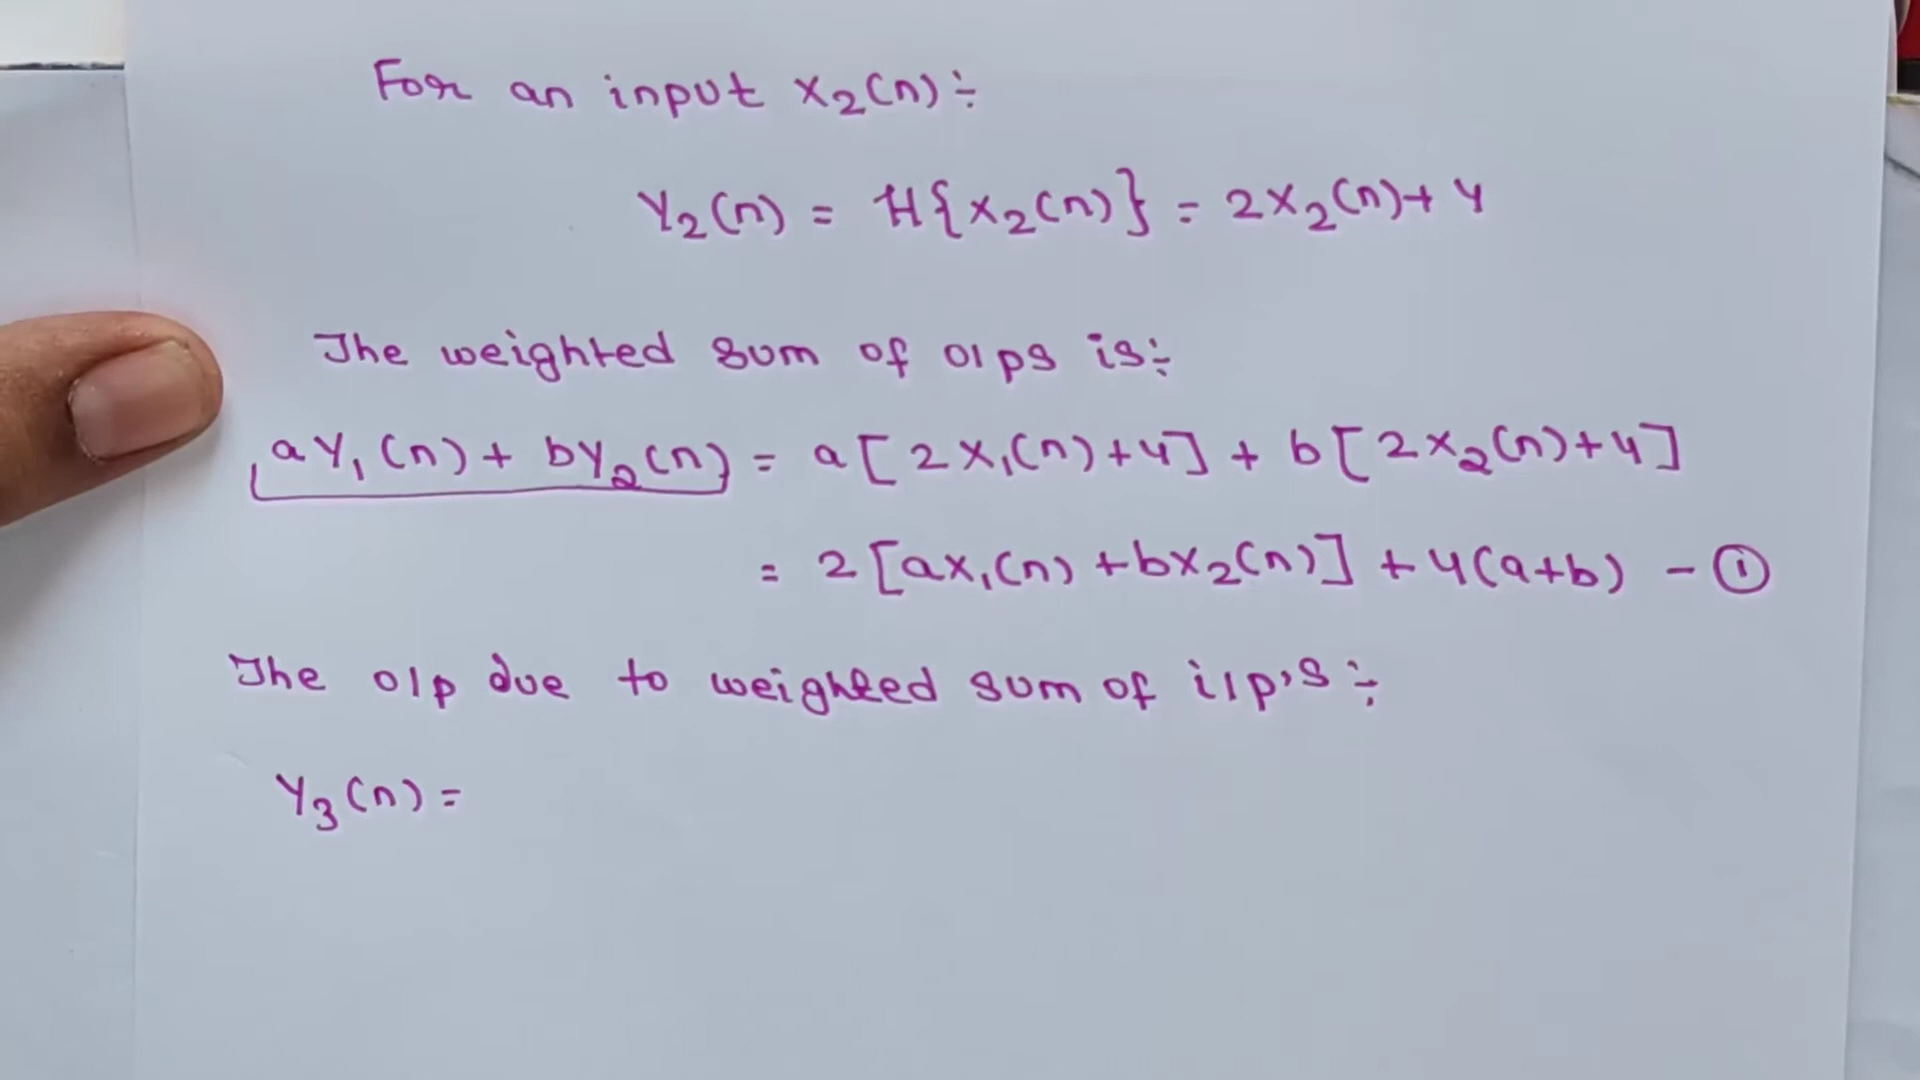 For an input x₂(n) ÷
Y₂(n) = H{x₂(n)} = 2x₂(n)+4
The weighted sum of o/ps is ÷
aY₁(n) + bY₂(n) = a[2x₁(n)+4] + b[2x₂(n)+4]
= 2[ax₁(n) +bx₂(n)] +4(a+b) - ①
The o/p due to weighted sum of i/p's ÷
Y₃(n) =